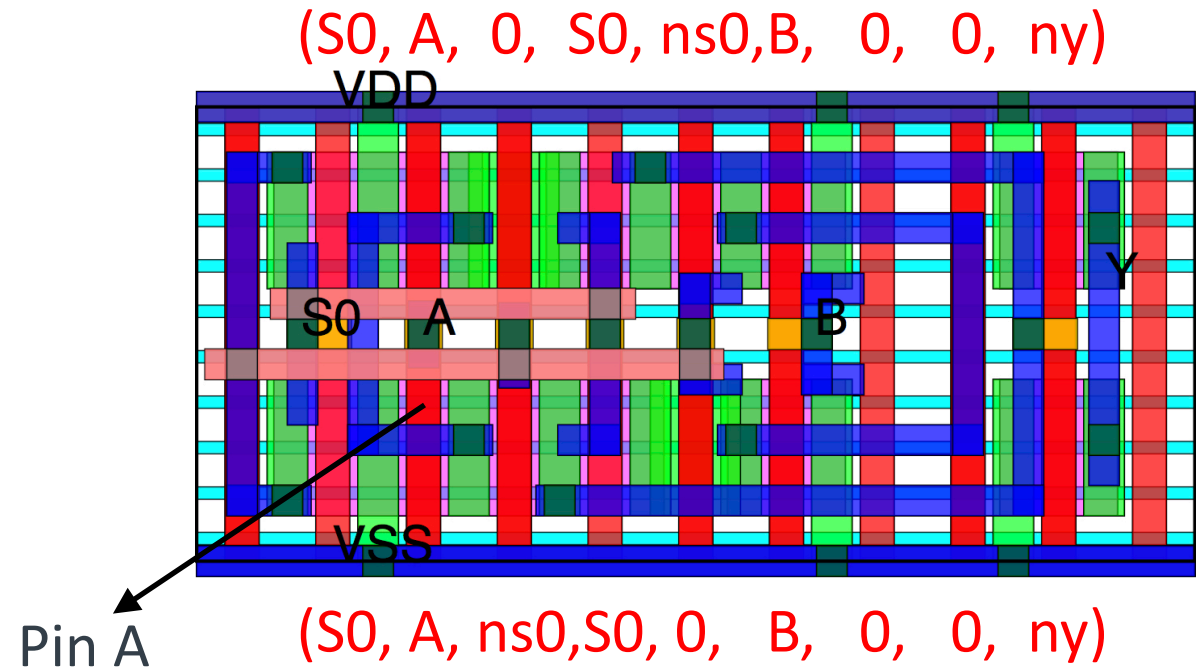 (S0, A, 0, S0, ns0,B, 0, 0, ny)
VDD
S0 A B Y
VSS
(S0, A, ns0,S0, 0, B, 0, 0, ny)
Pin A